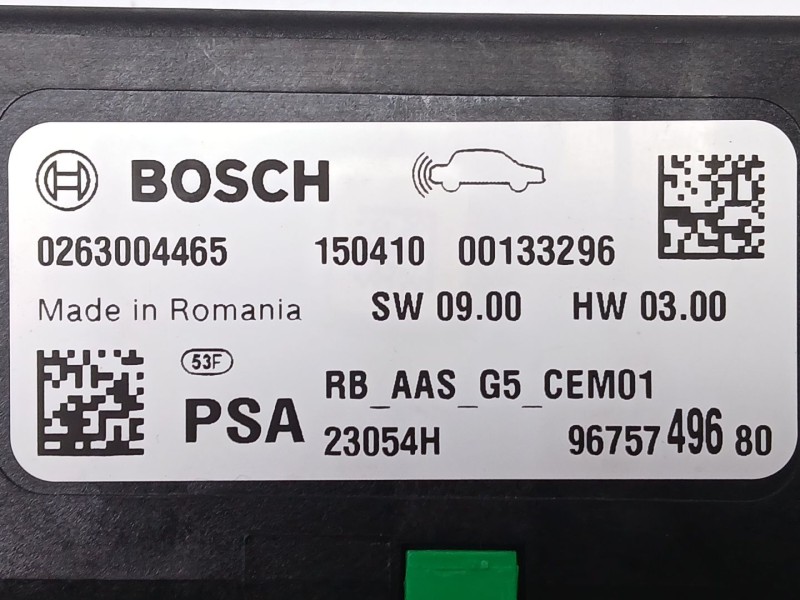 BOSCH
0263004465 150410 00133296
Made in Romania SW 09.00 HW 03.00
53F
PSA RB_AAS_G5_CEM01
23054H 96757 496 80